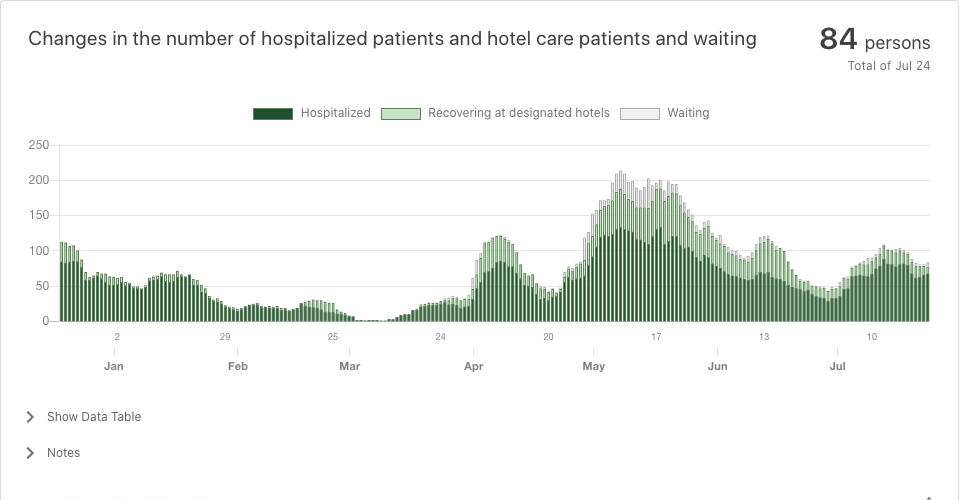 Changes in the number of hospitalized patients and hotel care patients and waiting
84 persons
Total of Jul 24
Hospitalized
Recovering at designated hotels
Waiting
250
200
150
100
50
0
2
29
25
24
20
17
13
10
Jan
Feb
Mar
Apr
May
Jun
Jul
Show Data Table
Notes